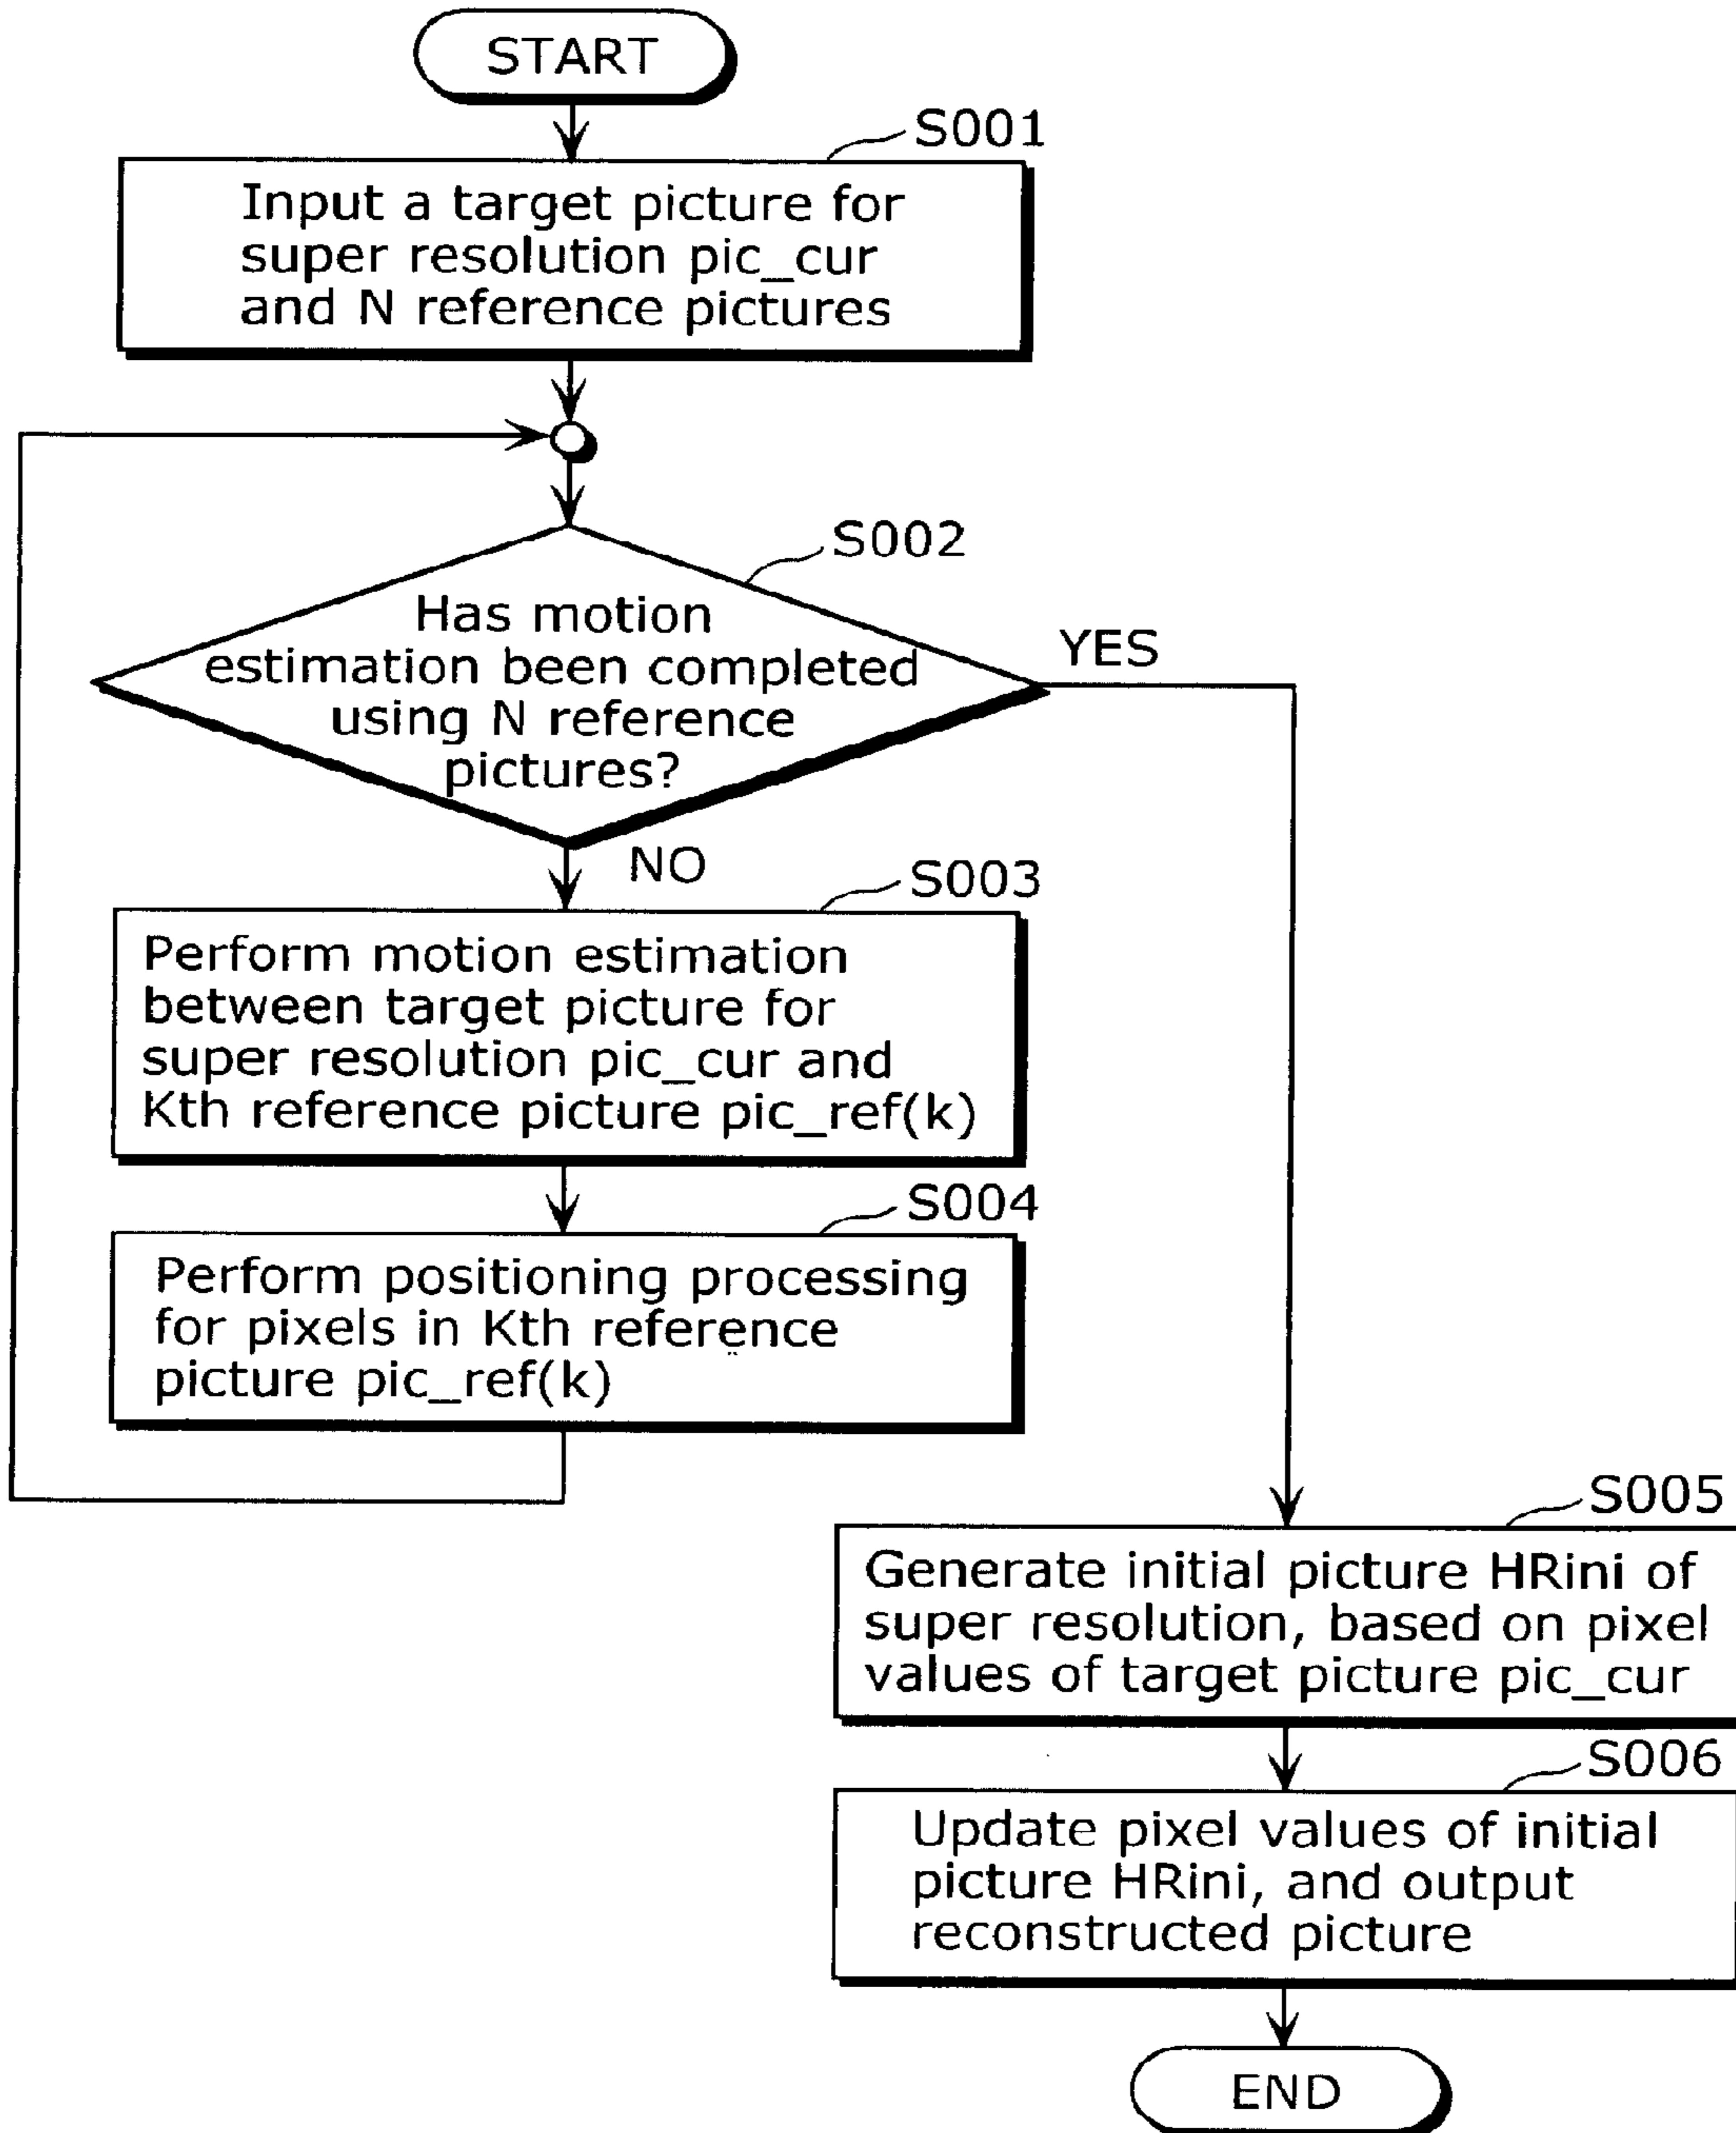 START
S001
Input a target picture for
super resolution pic_cur
and N reference pictures
S002
Has motion
estimation been completed
using N reference
pictures?
YES
NO
S003
Perform motion estimation
between target picture for
super resolution pic_cur and
Kth reference picture pic_ref(k)
S004
Perform positioning processing
for pixels in Kth reference
picture pic_ref(k)
S005
Generate initial picture HRini of
super resolution, based on pixel
values of target picture pic_cur
S006
Update pixel values of initial
picture HRini, and output
reconstructed picture
END